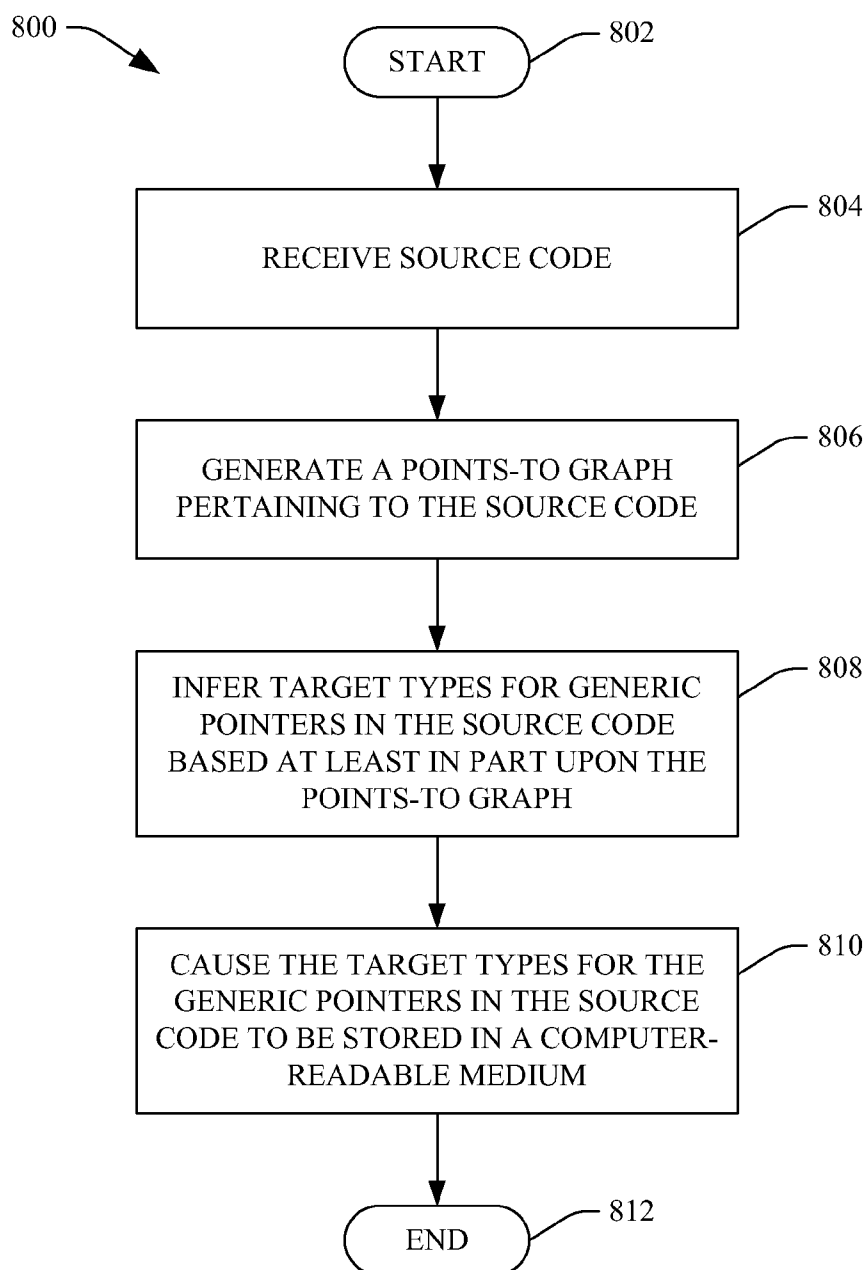 800
START
802
RECEIVE SOURCE CODE
804
GENERATE A POINTS-TO GRAPH
PERTAINING TO THE SOURCE CODE
806
INFER TARGET TYPES FOR GENERIC
POINTERS IN THE SOURCE CODE
BASED AT LEAST IN PART UPON THE
POINTS-TO GRAPH
808
CAUSE THE TARGET TYPES FOR THE
GENERIC POINTERS IN THE SOURCE
CODE TO BE STORED IN A COMPUTER-
READABLE MEDIUM
810
END
812